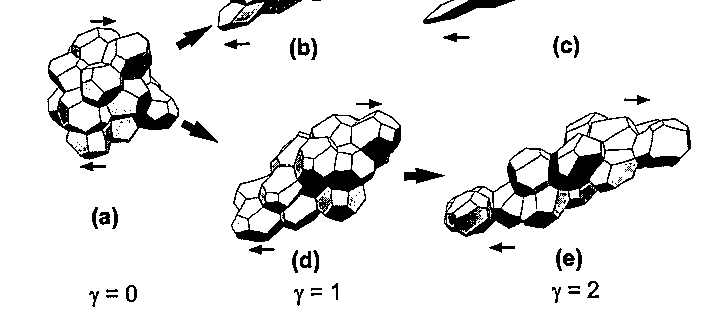 (b)
(c)
(a)
(d)
(e)
γ = 0
γ = 1
γ = 2